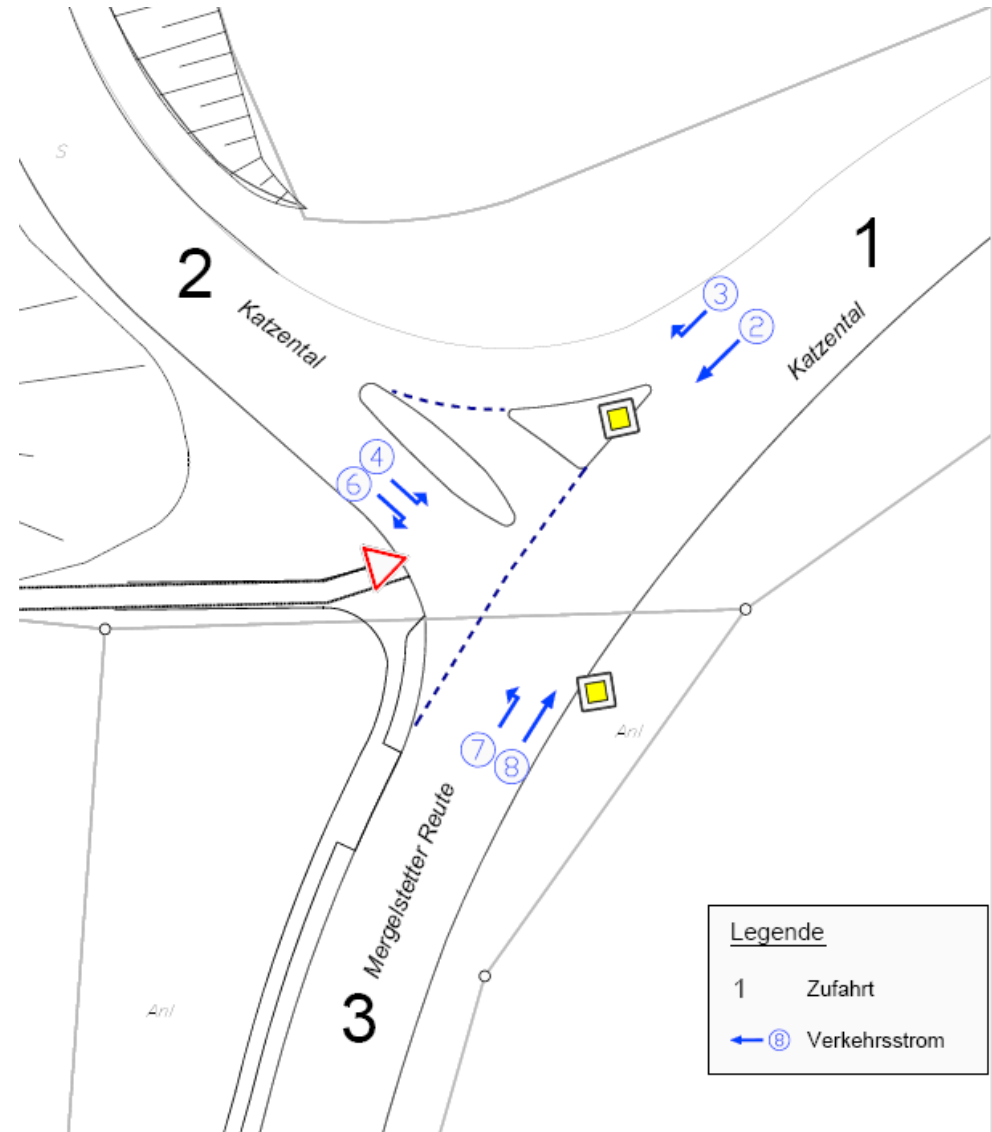 S
2
1
Katzental
3
2
Katzental
4
6
7
8
Anl
Mergelstetter Reute
3
Anl
Legende
1 Zufahrt
8 Verkehrsstrom